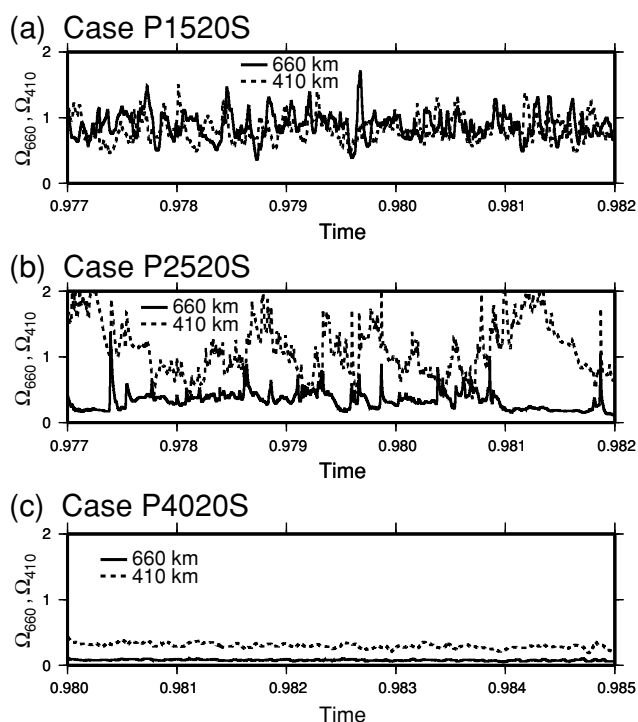 (a) Case P1520S
2
1
0
Ω660, Ω410
660 km
410 km
0.977 0.978 0.979 0.980 0.981 0.982
Time
(b) Case P2520S
2
1
0
Ω660, Ω410
660 km
410 km
0.977 0.978 0.979 0.980 0.981 0.982
Time
(c) Case P4020S
2
1
0
Ω660, Ω410
660 km
410 km
0.980 0.981 0.982 0.983 0.984 0.985
Time